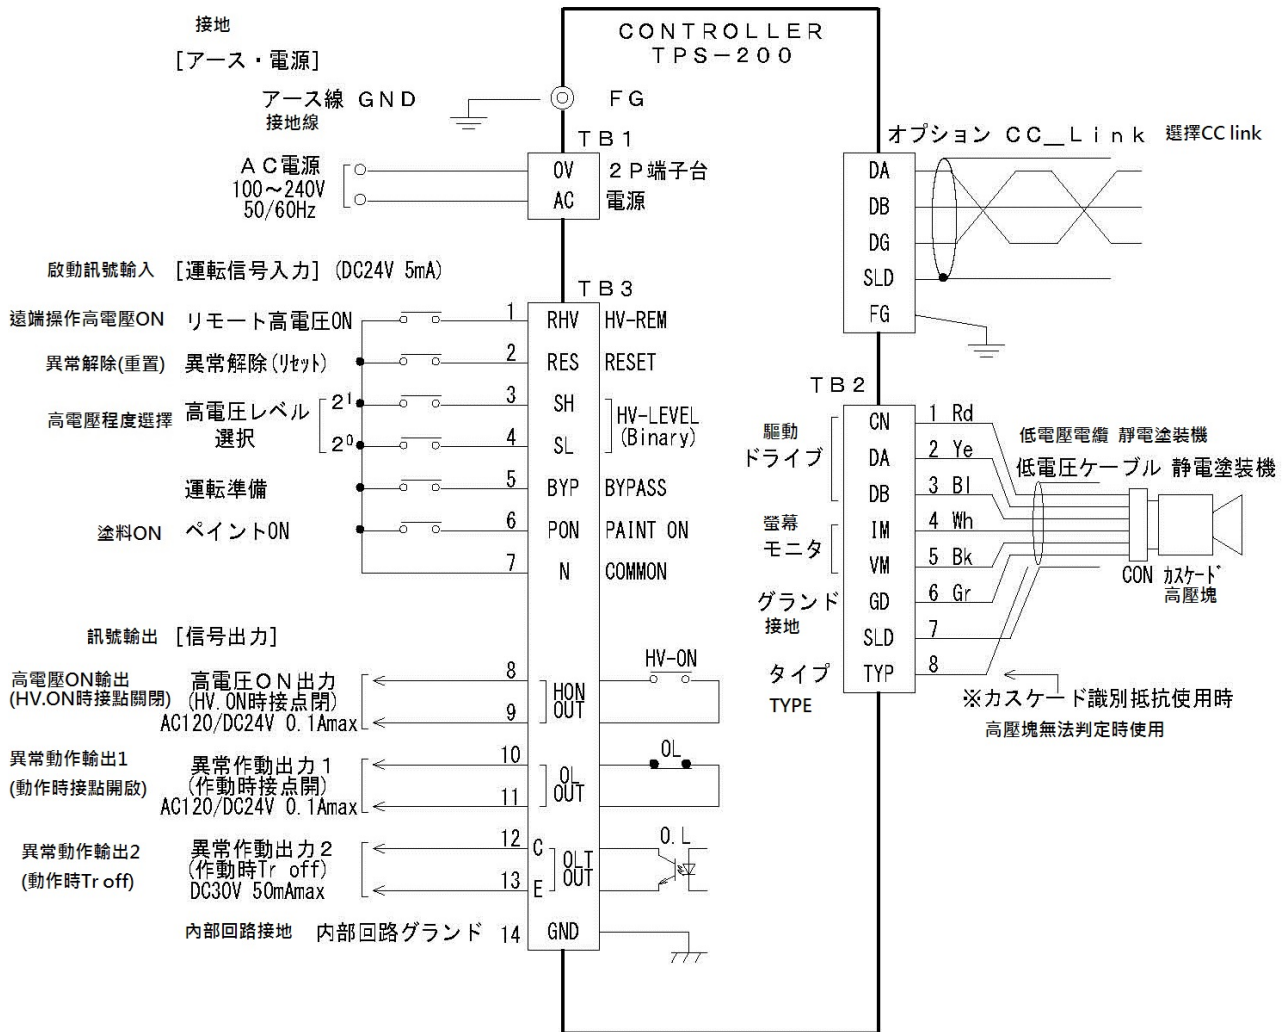 接地
[アース・電源]
アース線 GND
接地線
CONTROLLER
TPS-200
FG
TB1
AC電源
100～240V
50/60Hz
0V
AC
2P端子台
電源
オプション CC_Link 選擇CC link
DA
DB
DG
SLD
FG
啟動訊號輸入 [運転信号入力] (DC24V 5mA)
TB3
遠端操作高電壓ON リモート高電圧ON 1 RHV HV-REM
異常解除(重置) 異常解除(リセット) 2 RES RESET
高電壓程度選擇 高電圧レベル
選択
2¹ 3 SH
2⁰ 4 SL
HV-LEVEL
(Binary)
運転準備 5 BYP BYPASS
塗料ON ペイントON 6 PON PAINT ON
7 N COMMON
訊號輸出 [信号出力]
高電壓ON輸出
(HV.ON時接點關閉)
高電圧ON出力
(HV.ON時接点閉)
AC120/DC24V 0.1Amax
8
9
HON
OUT
HV-ON
異常動作輸出1
(動作時接點開啟)
異常作動出力1
(作動時接点開)
AC120/DC24V 0.1Amax
10
11
OL
OUT
OL
異常動作輸出2
(動作時Tr off)
異常作動出力2
(作動時Tr off)
DC30V 50mAmax
12 C
13 E
OLT
OUT
O.L
內部回路接地 内部回路グランド 14 GND
TB2
驅動
ドライブ
CN 1 Rd
DA 2 Ye
DB 3 Bl
螢幕
モニタ
IM 4 Wh
VM 5 Bk
グランド
接地
GD 6 Gr
SLD 7
タイプ
TYPE
TYP 8
低電壓電纜 靜電塗裝機
低電圧ケーブル 静電塗装機
CON カスケード
高壓塊
※カスケード識別抵抗使用時
高壓塊無法判定時使用